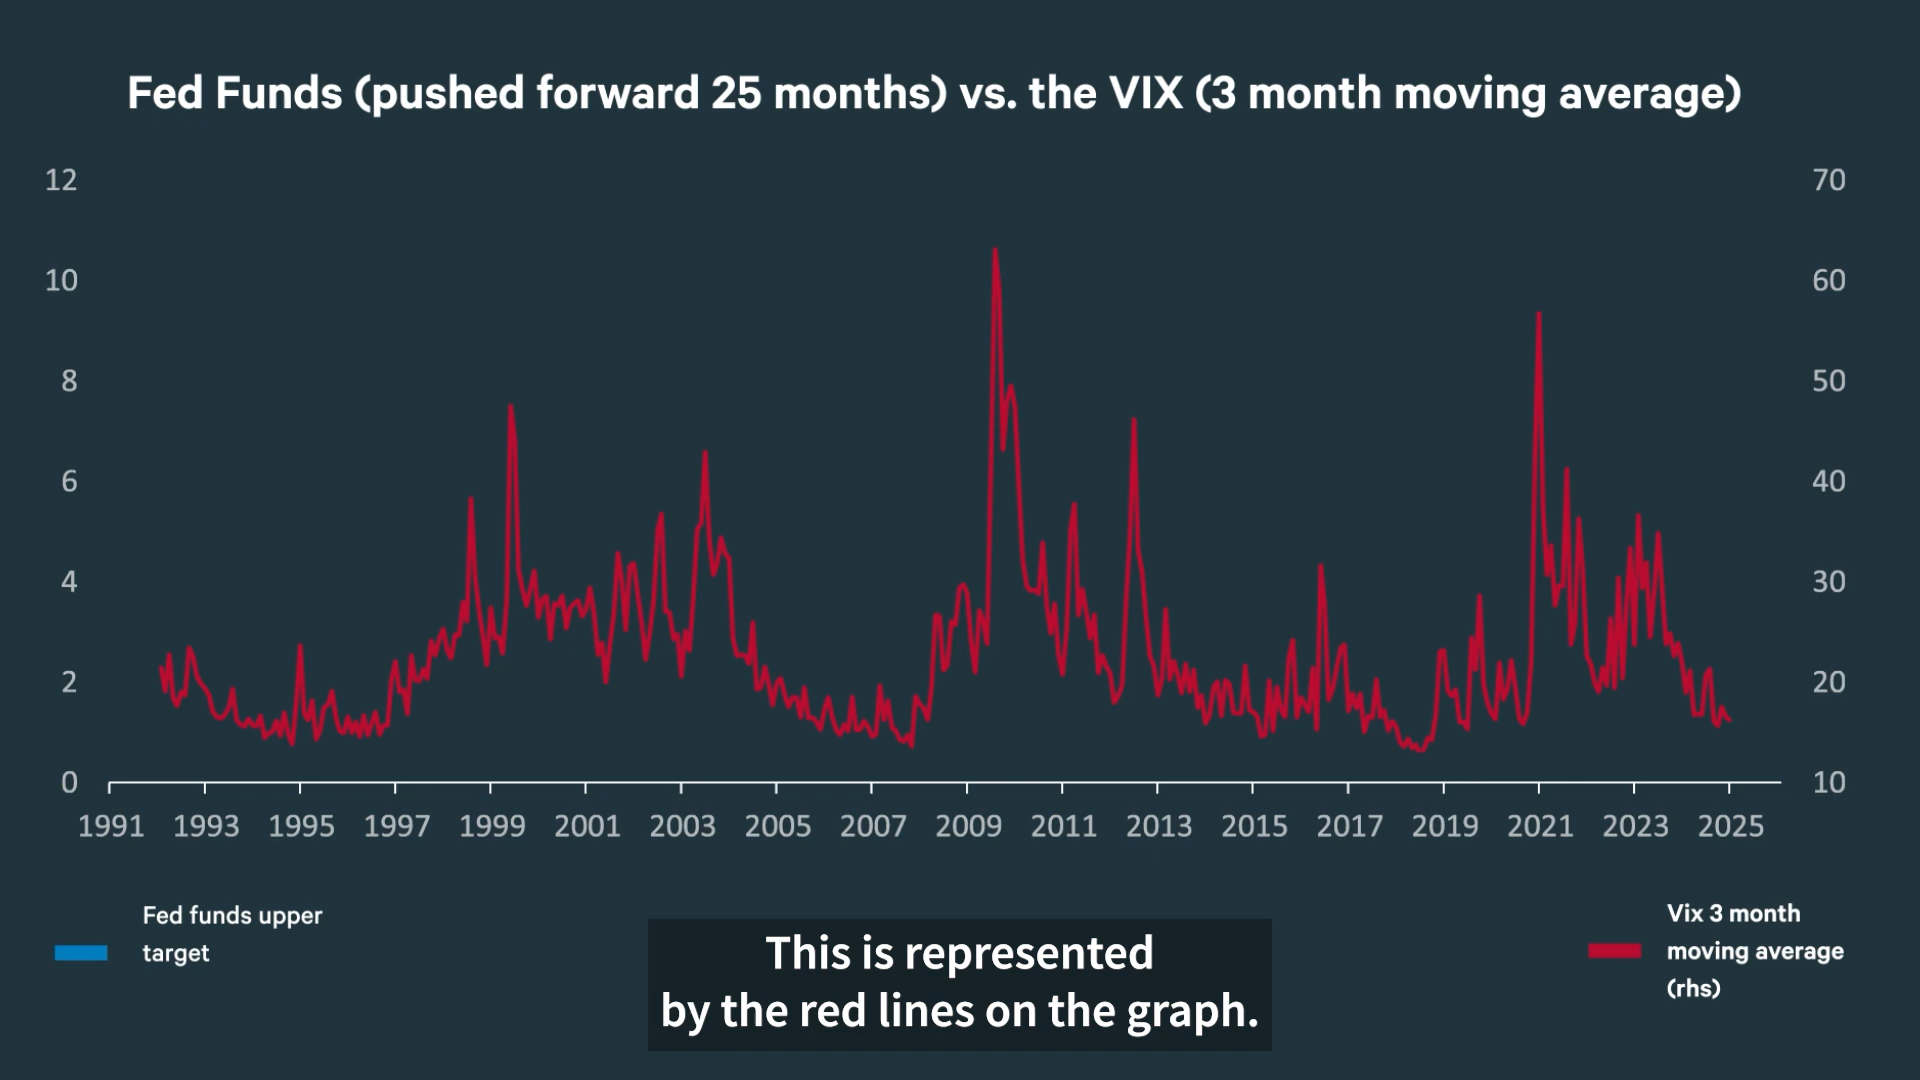 Fed Funds (pushed forward 25 months) vs. the VIX (3 month moving average)
12
10
8
6
4
2
0
70
60
50
40
30
20
10
1991 1993 1995 1997 1999 2001 2003 2005 2007 2009 2011 2013 2015 2017 2019 2021 2023 2025
Fed funds upper
target
Vix 3 month
moving average
(rhs)
This is represented
by the red lines on the graph.